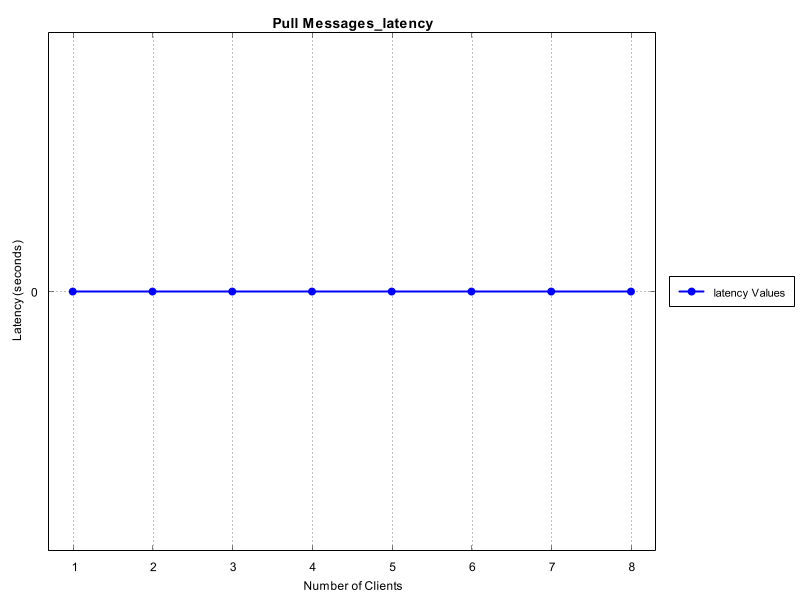 Pull Messages_latency
Latency (seconds)
0
latency Values
1 2 3 4 5 6 7 8
Number of Clients